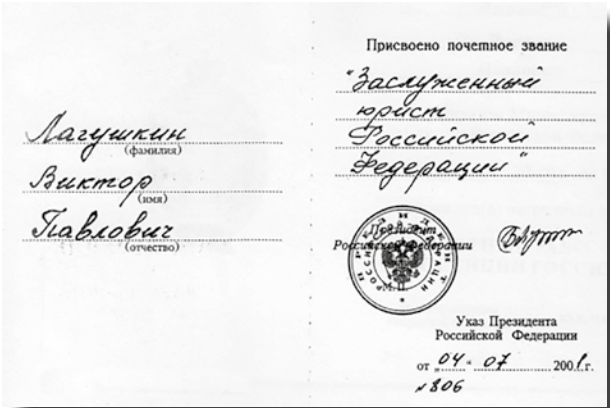 Лагушкин
(фамилия)
Виктор
(имя)
Павлович
(отчество)
Присвоено почетное звание
"Заслуженный
юрист
Российской
Федерации"
Президент
Российской Федерации
М.П.
Указ Президента
Российской Федерации
от „04“ 07 2001г.
№806